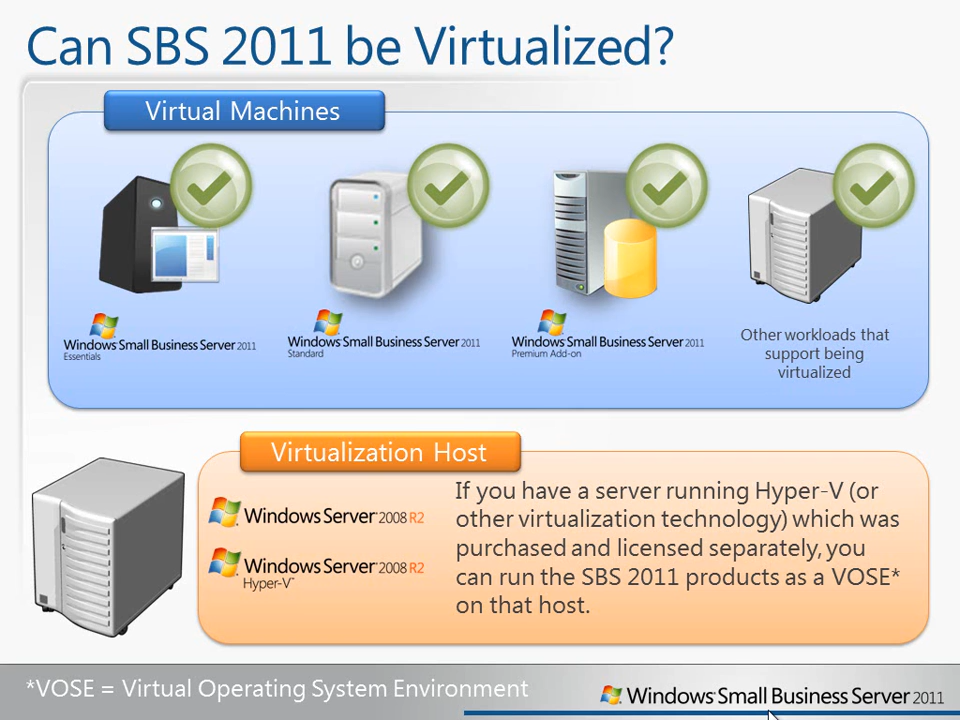 Can SBS 2011 be Virtualized?
Virtual Machines
Windows Small Business Server 2011
Essentials
Windows Small Business Server 2011
Standard
Windows Small Business Server 2011
Premium Add-on
Other workloads that
support being
virtualized
Virtualization Host
Windows Server 2008 R2
Windows Server 2008 R2
Hyper-V™
If you have a server running Hyper-V (or
other virtualization technology) which was
purchased and licensed separately, you
can run the SBS 2011 products as a VOSE*
on that host.
*VOSE = Virtual Operating System Environment
Windows Small Business Server 2011